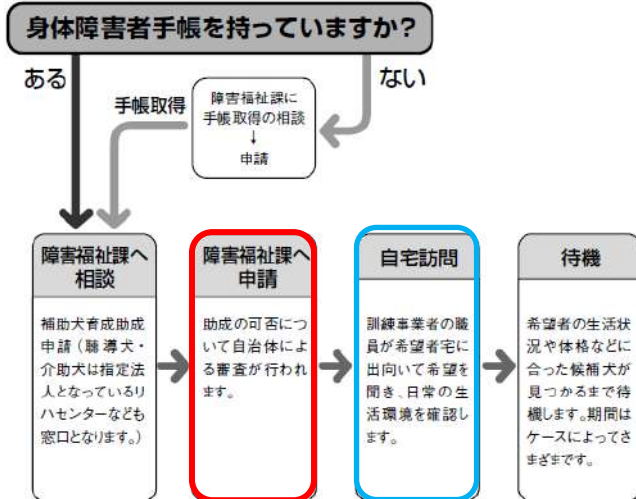 身体障害者手帳を持っていますか?
ある
ない
手帳取得
障害福祉課に
手帳取得の相談
↓
申請
障害福祉課へ
相談
補助犬育成助成
申請(聴導犬・
介助犬は指定法
人となっているリ
ハセンターなども
窓口となります。)
障害福祉課へ
申請
助成の可否につ
いて自治体によ
る審査が行われ
ます。
自宅訪問
訓練事業者の職
員が希望者宅に
出向いて希望を
聞き、日常の生
活環境を確認し
ます。
待機
希望者の生活状
況や体格などに
合った候補犬が
見つかるまで待
機します。期間は
ケースによってさ
まざまです。